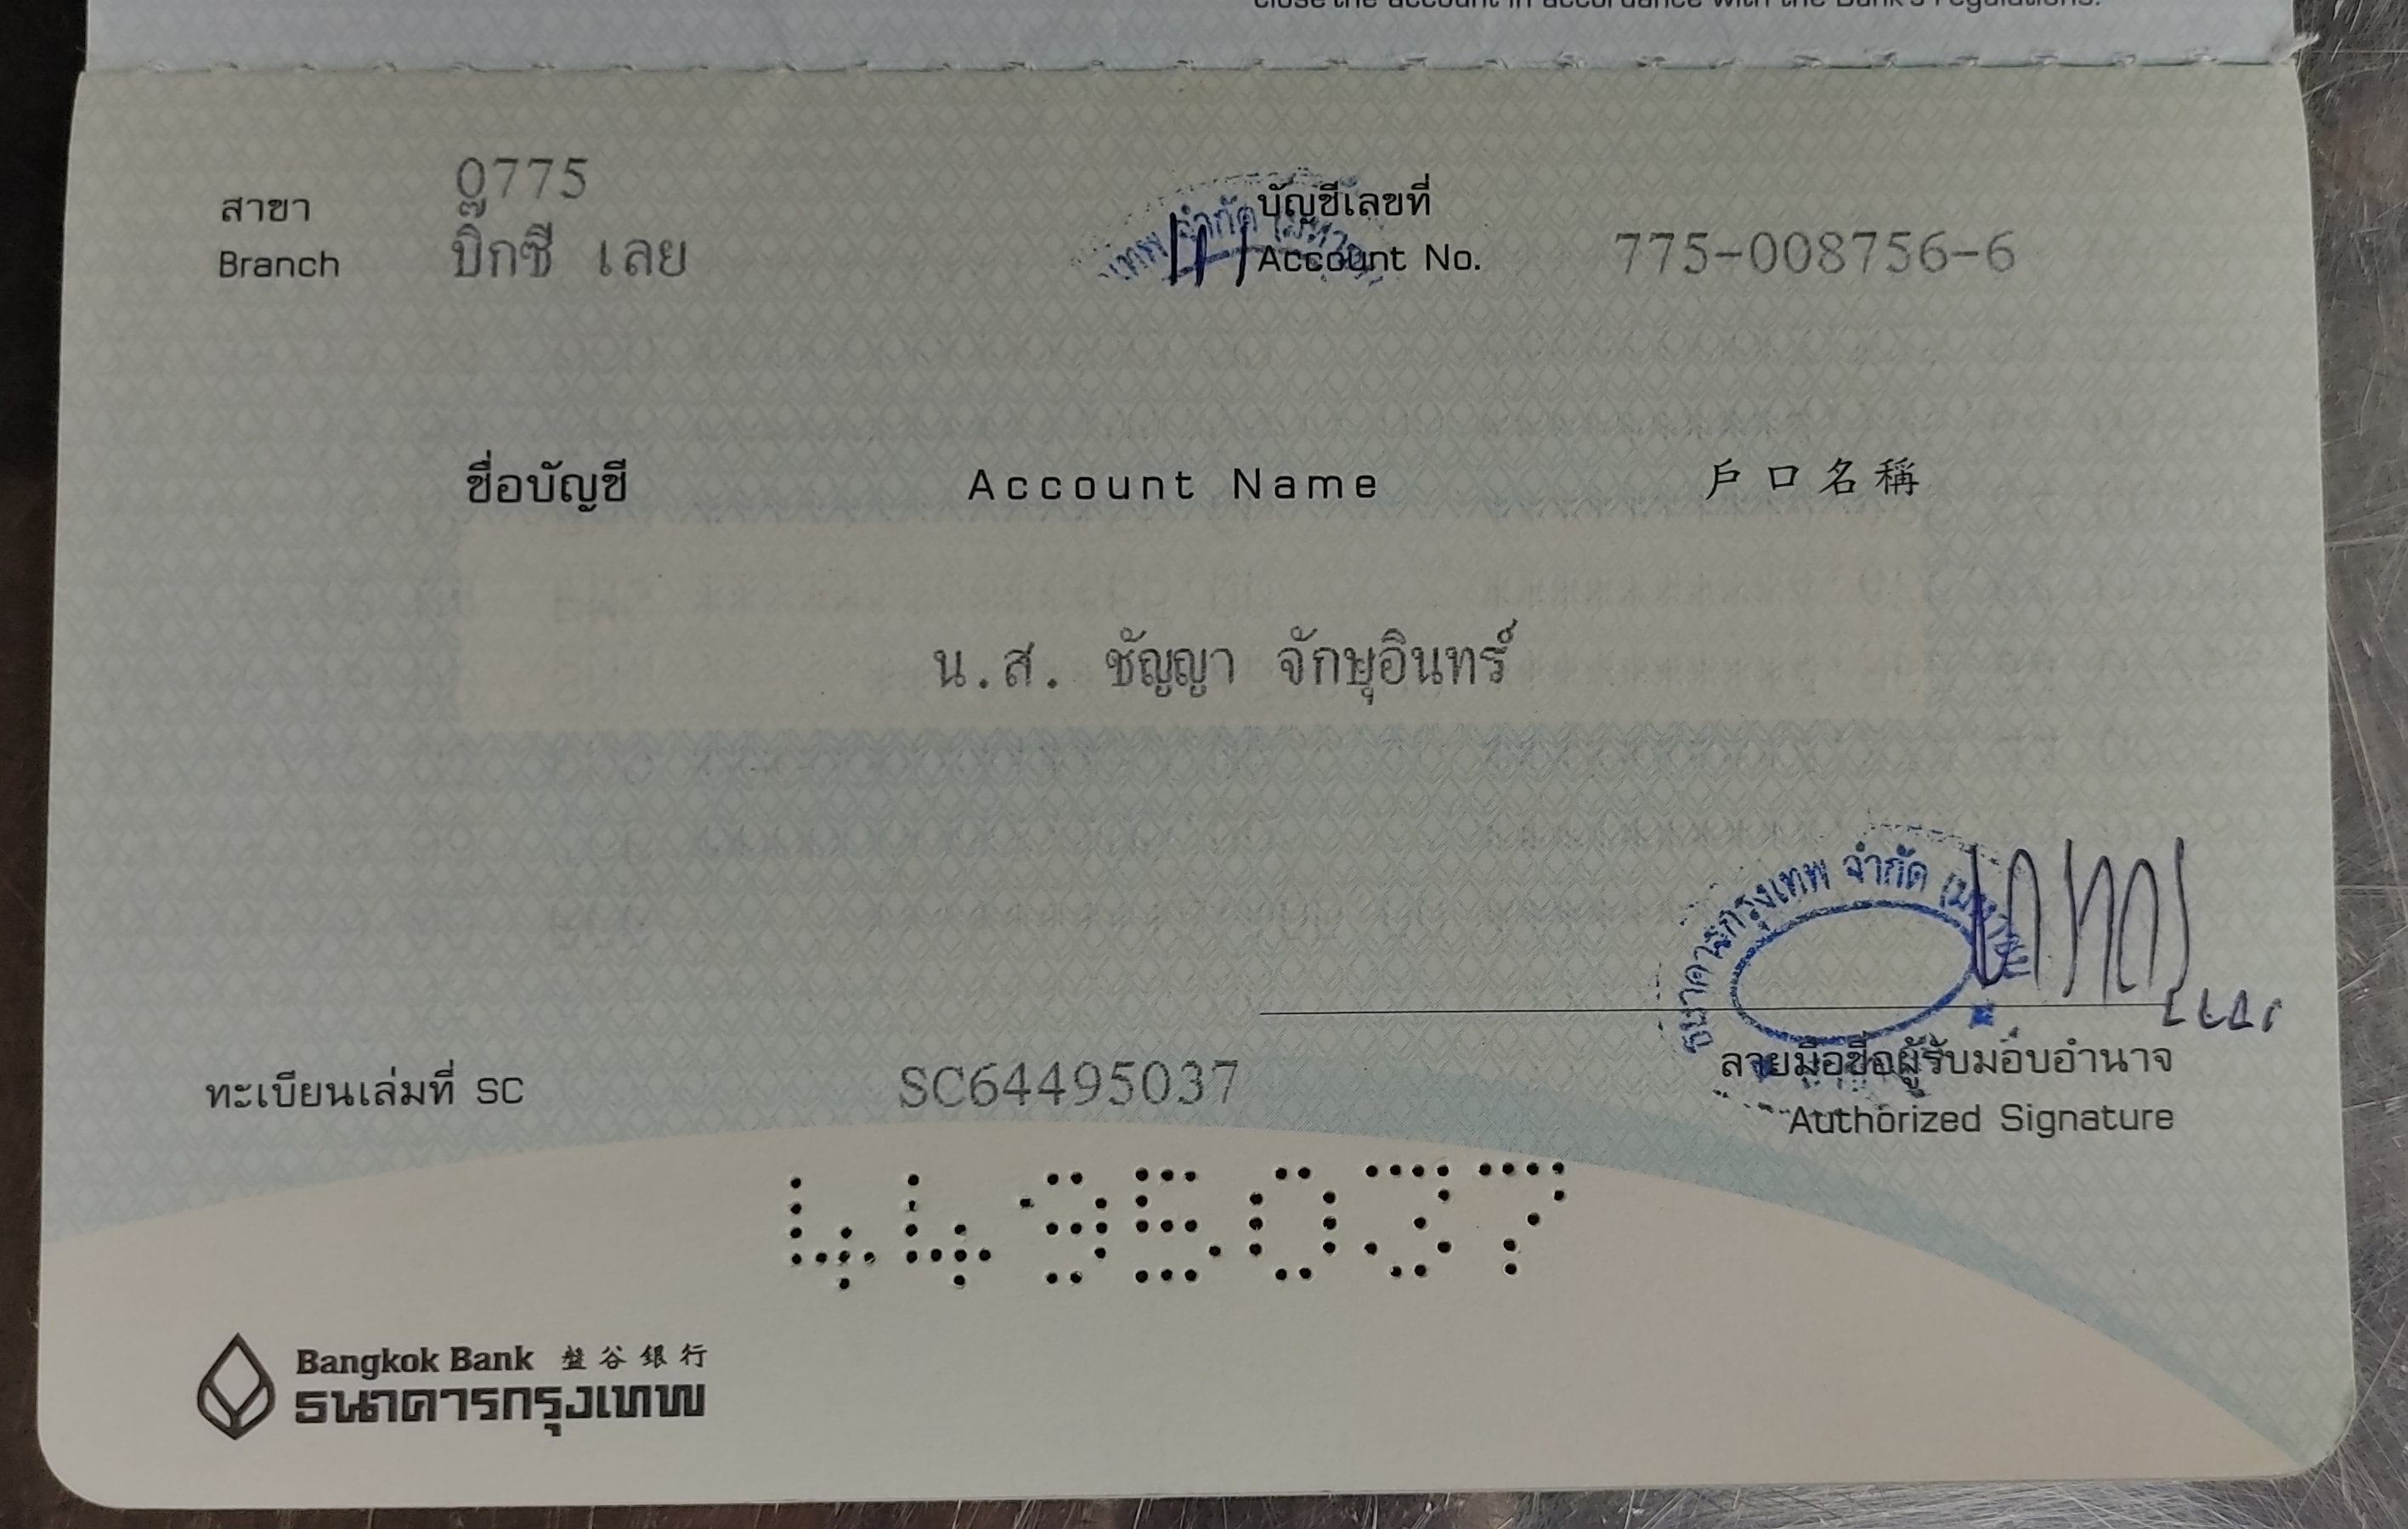 close the account in accordance with the Bank's regulations.
0775
สาขา
Branch บิ๊กซี เลย
บัญชีเลขที่
Account No. 775-008756-6
ชื่อบัญชี Account Name 戶口名稱
น.ส. ชัญญา จักษุอินทร์
ธนาคารกรุงเทพ จำกัด
ทะเบียนเล่มที่ SC SC64495037
ลายมือชื่อผู้รับมอบอำนาจ
Authorized Signature
4495037
Bangkok Bank 盤谷銀行
ธนาคารกรุงเทพ